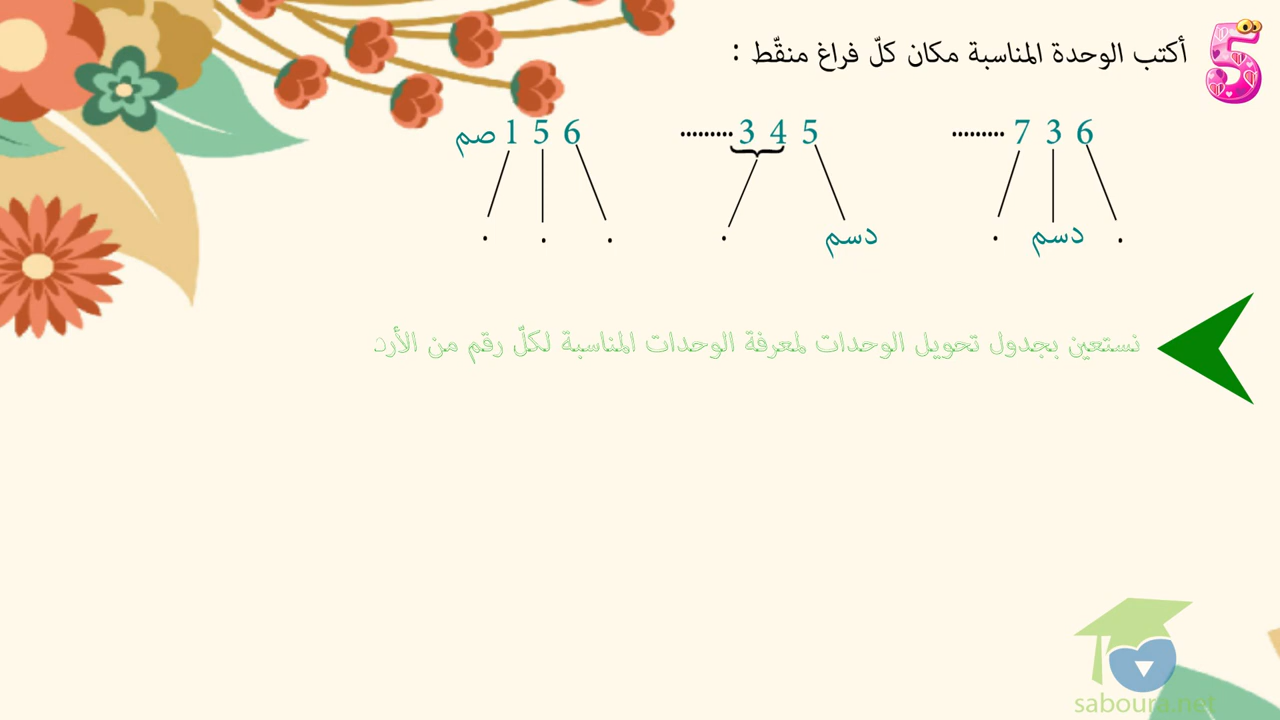 5 أكتب الوحدة المناسبة مكان كلّ فراغ منقّط :
......... 7 3 6
......... 3 4 5
صم 1 5 6
. دسم .
دسم .
. . .
نستعين بجدول تحويل الوحدات لمعرفة الوحدات المناسبة لكلّ رقم من الأرد
saboura.net